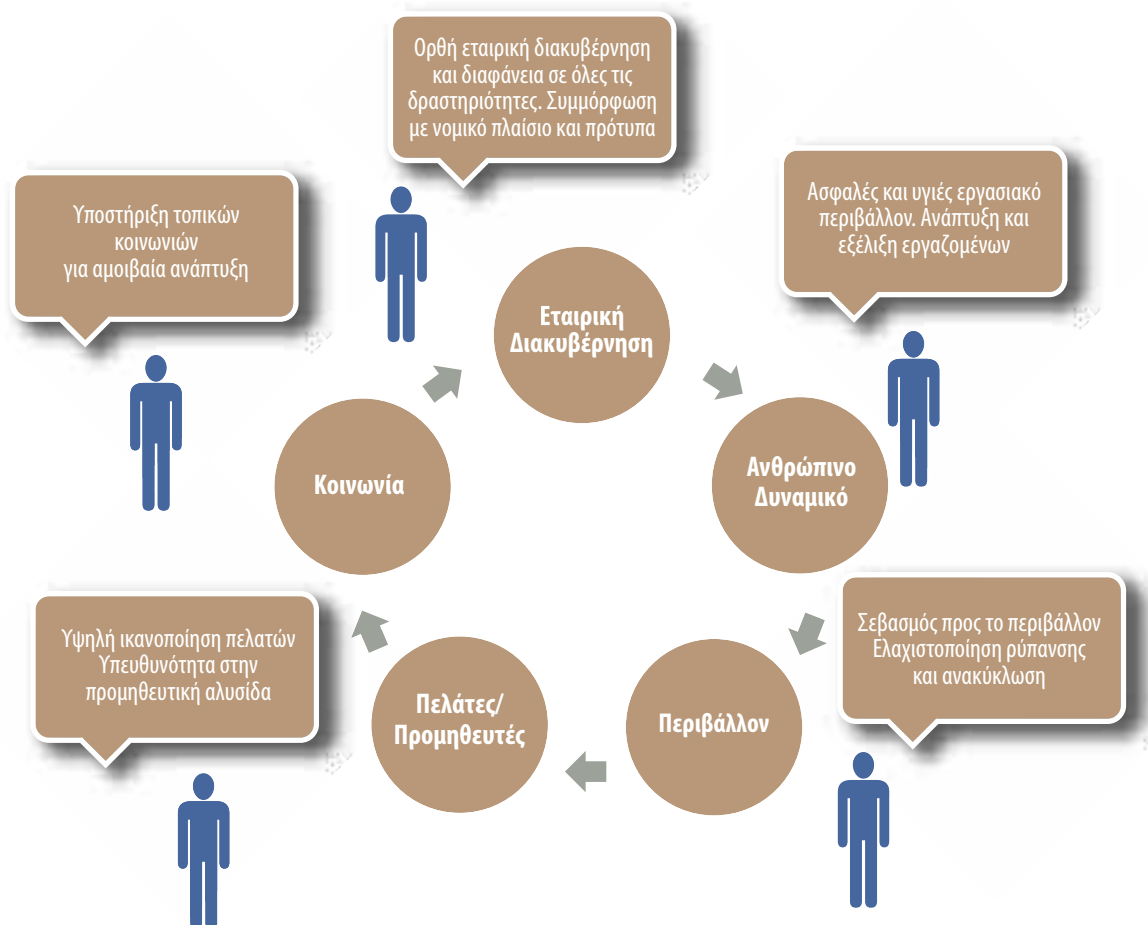 Ορθή εταιρική διακυβέρνηση
και διαφάνεια σε όλες τις
δραστηριότητες. Συμμόρφωση
με νομικό πλαίσιο και πρότυπα
Υποστήριξη τοπικών
κοινωνιών
για αμοιβαία ανάπτυξη
Ασφαλές και υγιές εργασιακό
περιβάλλον. Ανάπτυξη και
εξέλιξη εργαζομένων
Εταιρική
Διακυβέρνηση
Κοινωνία
Ανθρώπινο
Δυναμικό
Υψηλή ικανοποίηση πελατών
Υπευθυνότητα στην
προμηθευτική αλυσίδα
Πελάτες/
Προμηθευτές
Περιβάλλον
Σεβασμός προς το περιβάλλον
Ελαχιστοποίηση ρύπανσης
και ανακύκλωση